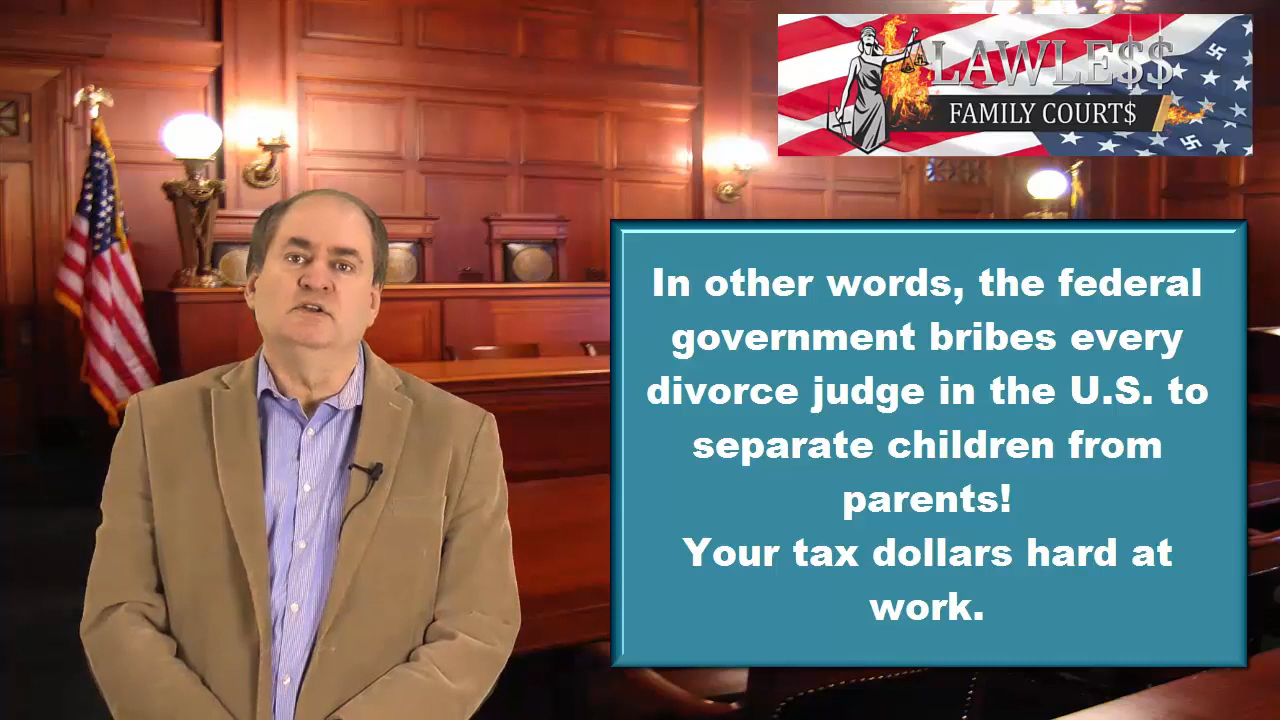 LAWLE$$
FAMILY COURT$
In other words, the federal
government bribes every
divorce judge in the U.S. to
separate children from
parents!
Your tax dollars hard at
work.